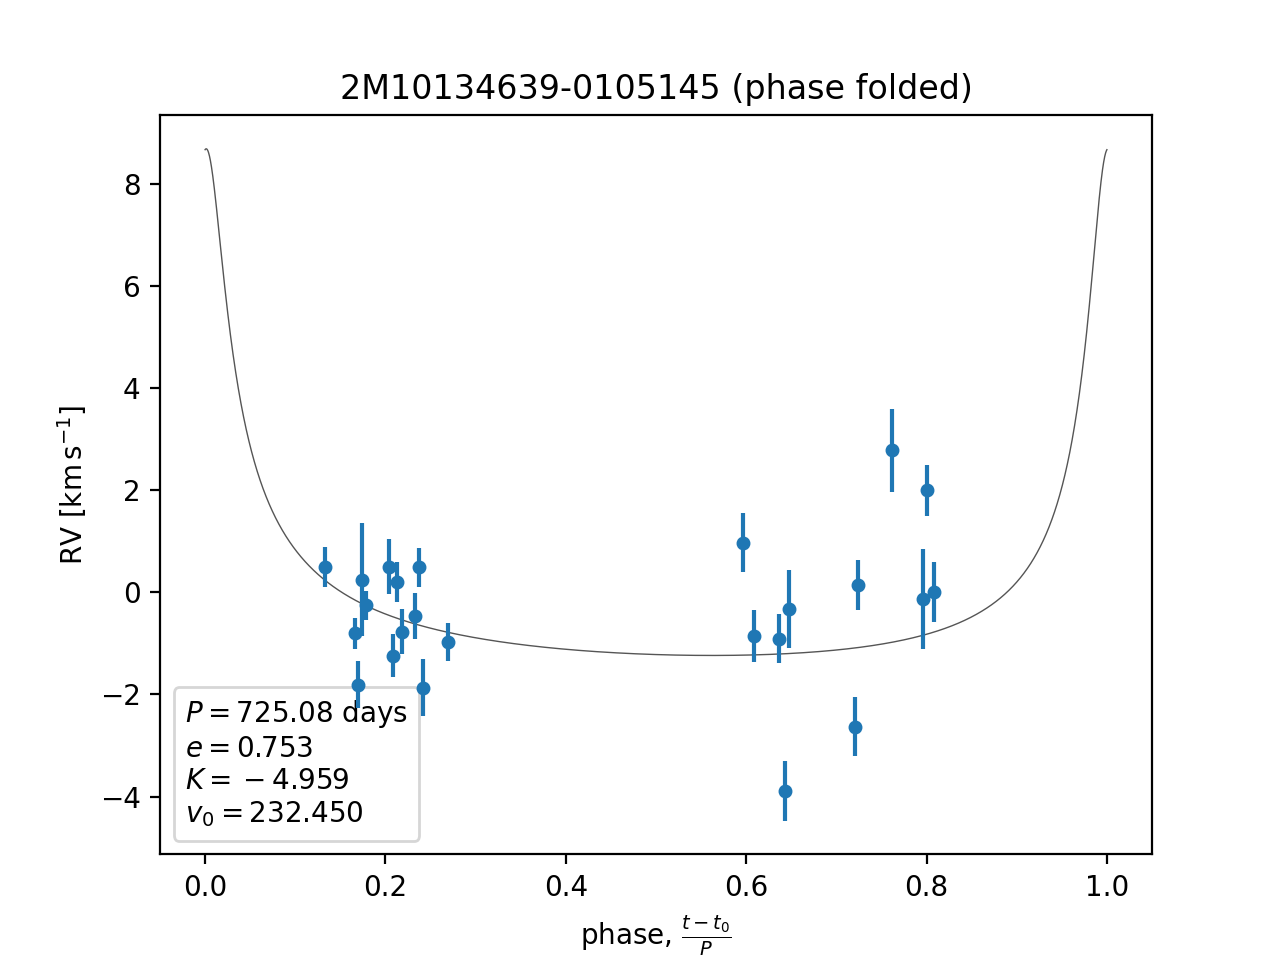 2M10134639-0105145 (phase folded)
RV [km s⁻¹]
8
6
4
2
0
−2
−4
P = 725.08 days
e = 0.753
K = −4.959
v₀ = 232.450
0.0 0.2 0.4 0.6 0.8 1.0
phase, (t − t₀)/P